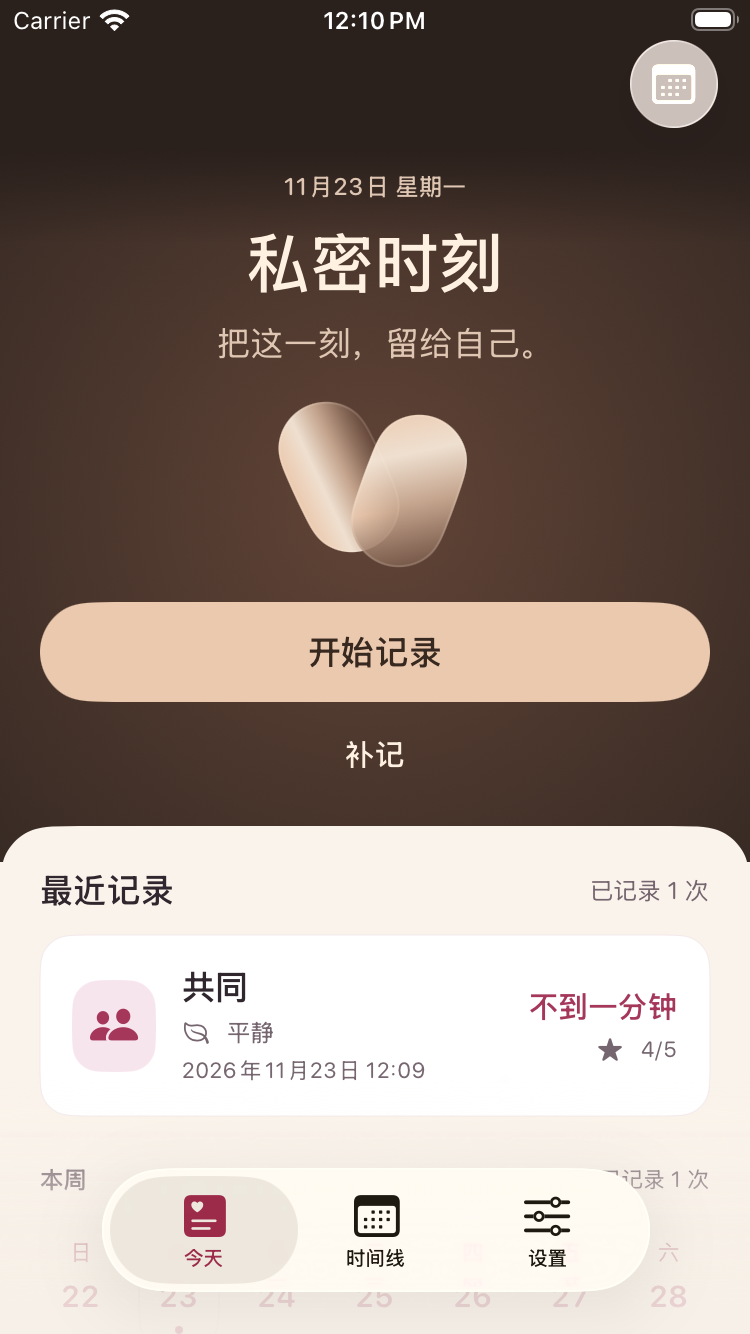 Carrier 12:10 PM
11月23日 星期一
私密时刻
把这一刻，留给自己。
开始记录
补记
最近记录 已记录 1 次
共同
不到一分钟
平静
4/5
2026年11月23日 12:09
本周 已记录 1 次
日 四 六
22 23 24 25 26 27 28
今天 时间线 设置